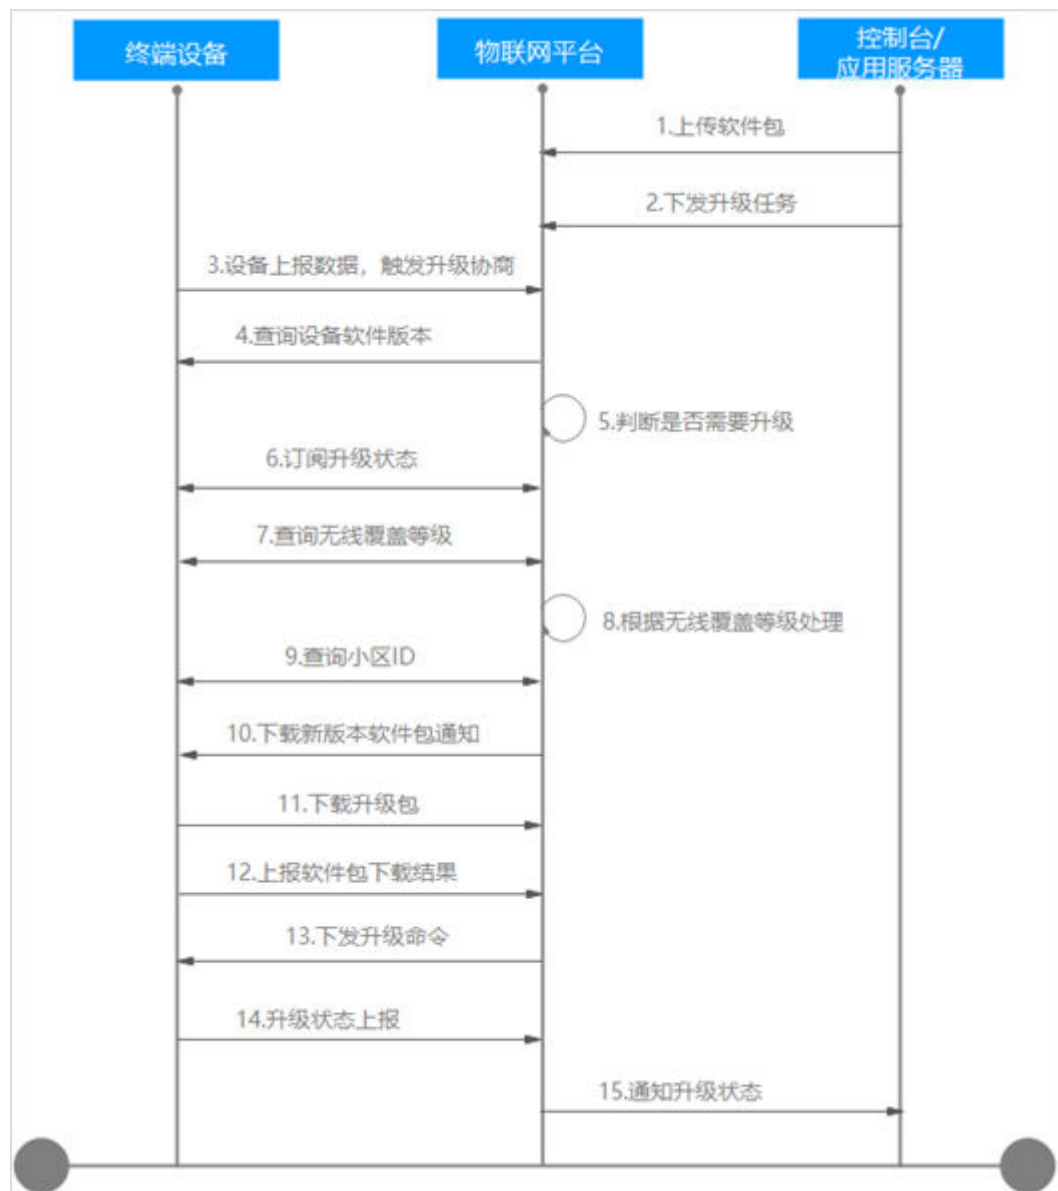 终端设备
物联网平台
控制台/
应用服务器
1.上传软件包
2.下发升级任务
3.设备上报数据，触发升级协商
4.查询设备软件版本
5.判断是否需要升级
6.订阅升级状态
7.查询无线覆盖等级
8.根据无线覆盖等级处理
9.查询小区ID
10.下载新版本软件包通知
11.下载升级包
12.上报软件包下载结果
13.下发升级命令
14.升级状态上报
15.通知升级状态